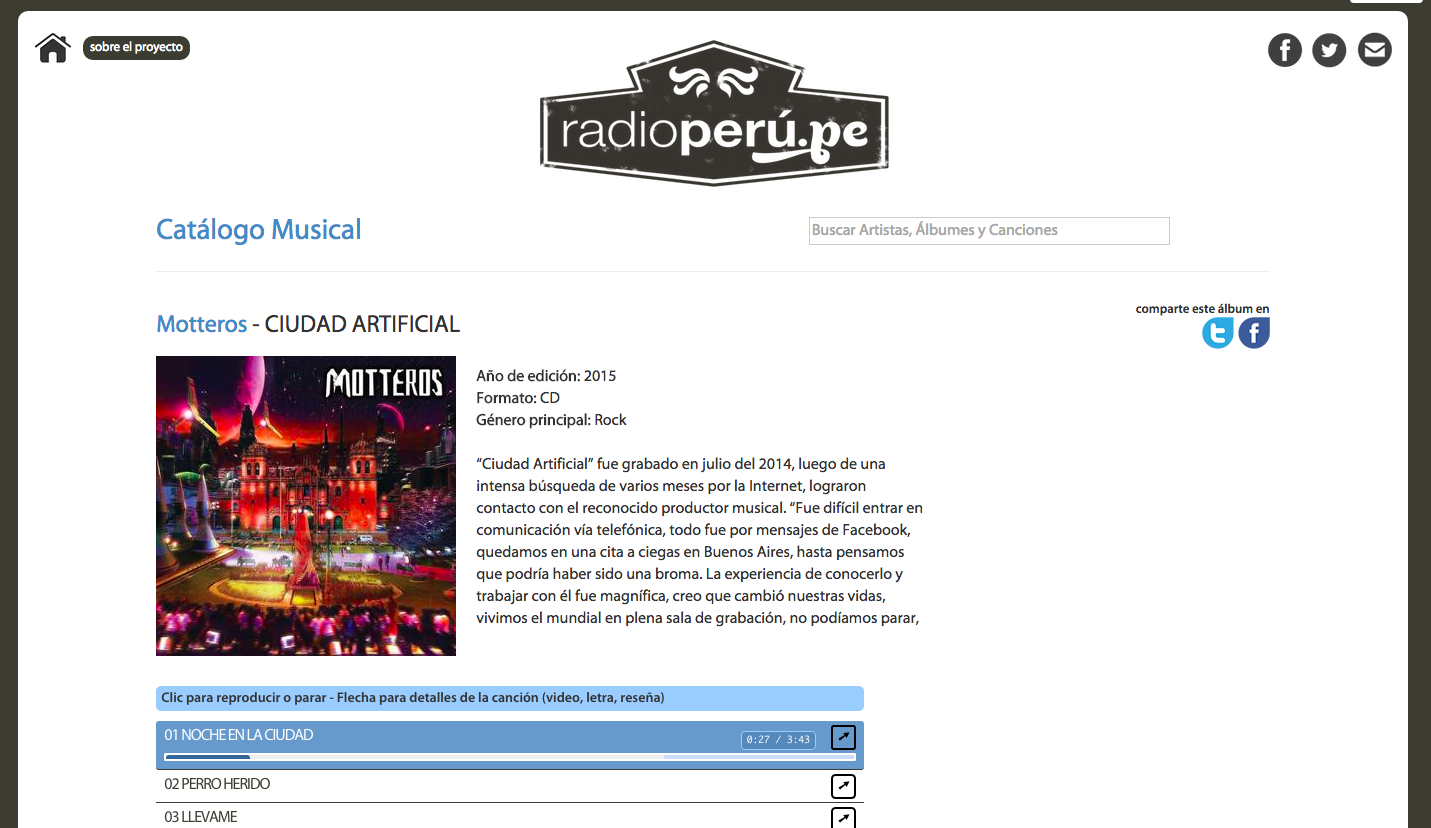 sobre el proyecto
radioperú.pe
Catálogo Musical
Buscar Artistas, Álbumes y Canciones
Motteros - CIUDAD ARTIFICIAL
comparte este álbum en
MOTTEROS
Año de edición: 2015
Formato: CD
Género principal: Rock
“Ciudad Artificial” fue grabado en julio del 2014, luego de una
intensa búsqueda de varios meses por la Internet, lograron
contacto con el reconocido productor musical. “Fue difícil entrar en
comunicación vía telefónica, todo fue por mensajes de Facebook,
quedamos en una cita a ciegas en Buenos Aires, hasta pensamos
que podría haber sido una broma. La experiencia de conocerlo y
trabajar con él fue magnífica, creo que cambió nuestras vidas,
vivimos el mundial en plena sala de grabación, no podíamos parar,
Clic para reproducir o parar - Flecha para detalles de la canción (video, letra, reseña)
01 NOCHE EN LA CIUDAD 0:27 / 3:43
02 PERRO HERIDO
03 LLEVAME